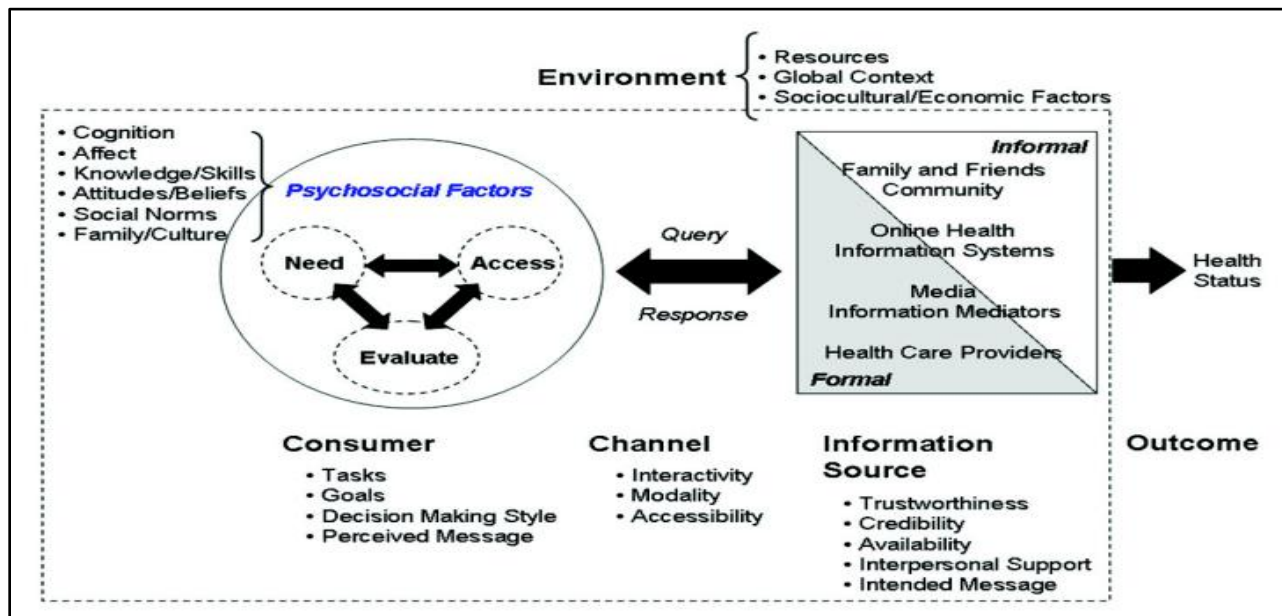 Environment
• Resources
• Global Context
• Sociocultural/Economic Factors
• Cognition
• Affect
• Knowledge/Skills
• Attitudes/Beliefs
• Social Norms
• Family/Culture
Psychosocial Factors
Need
Access
Evaluate
Query
Response
Informal
Family and Friends
Community
Online Health
Information Systems
Media
Information Mediators
Health Care Providers
Formal
Health
Status
Consumer
• Tasks
• Goals
• Decision Making Style
• Perceived Message
Channel
• Interactivity
• Modality
• Accessibility
Information
Source
• Trustworthiness
• Credibility
• Availability
• Interpersonal Support
• Intended Message
Outcome